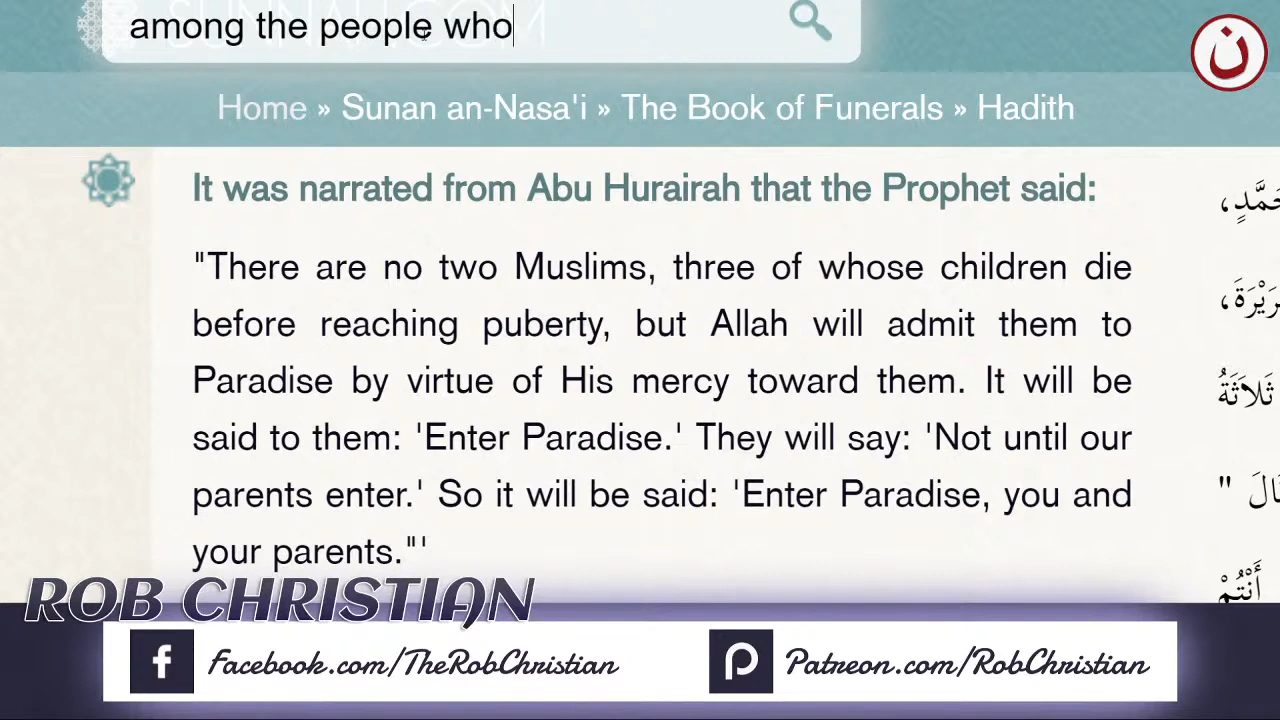 among the people who
Home » Sunan an-Nasa'i » The Book of Funerals » Hadith
ن
It was narrated from Abu Hurairah that the Prophet said:
"There are no two Muslims, three of whose children die
before reaching puberty, but Allah will admit them to
Paradise by virtue of His mercy toward them. It will be
said to them: 'Enter Paradise.' They will say: 'Not until our
parents enter.' So it will be said: 'Enter Paradise, you and
your parents."'
ثَلاَثَةُ
أَنْتُمْ
ROB CHRISTIAN
Facebook.com/TheRobChristian
Patreon.com/RobChristian